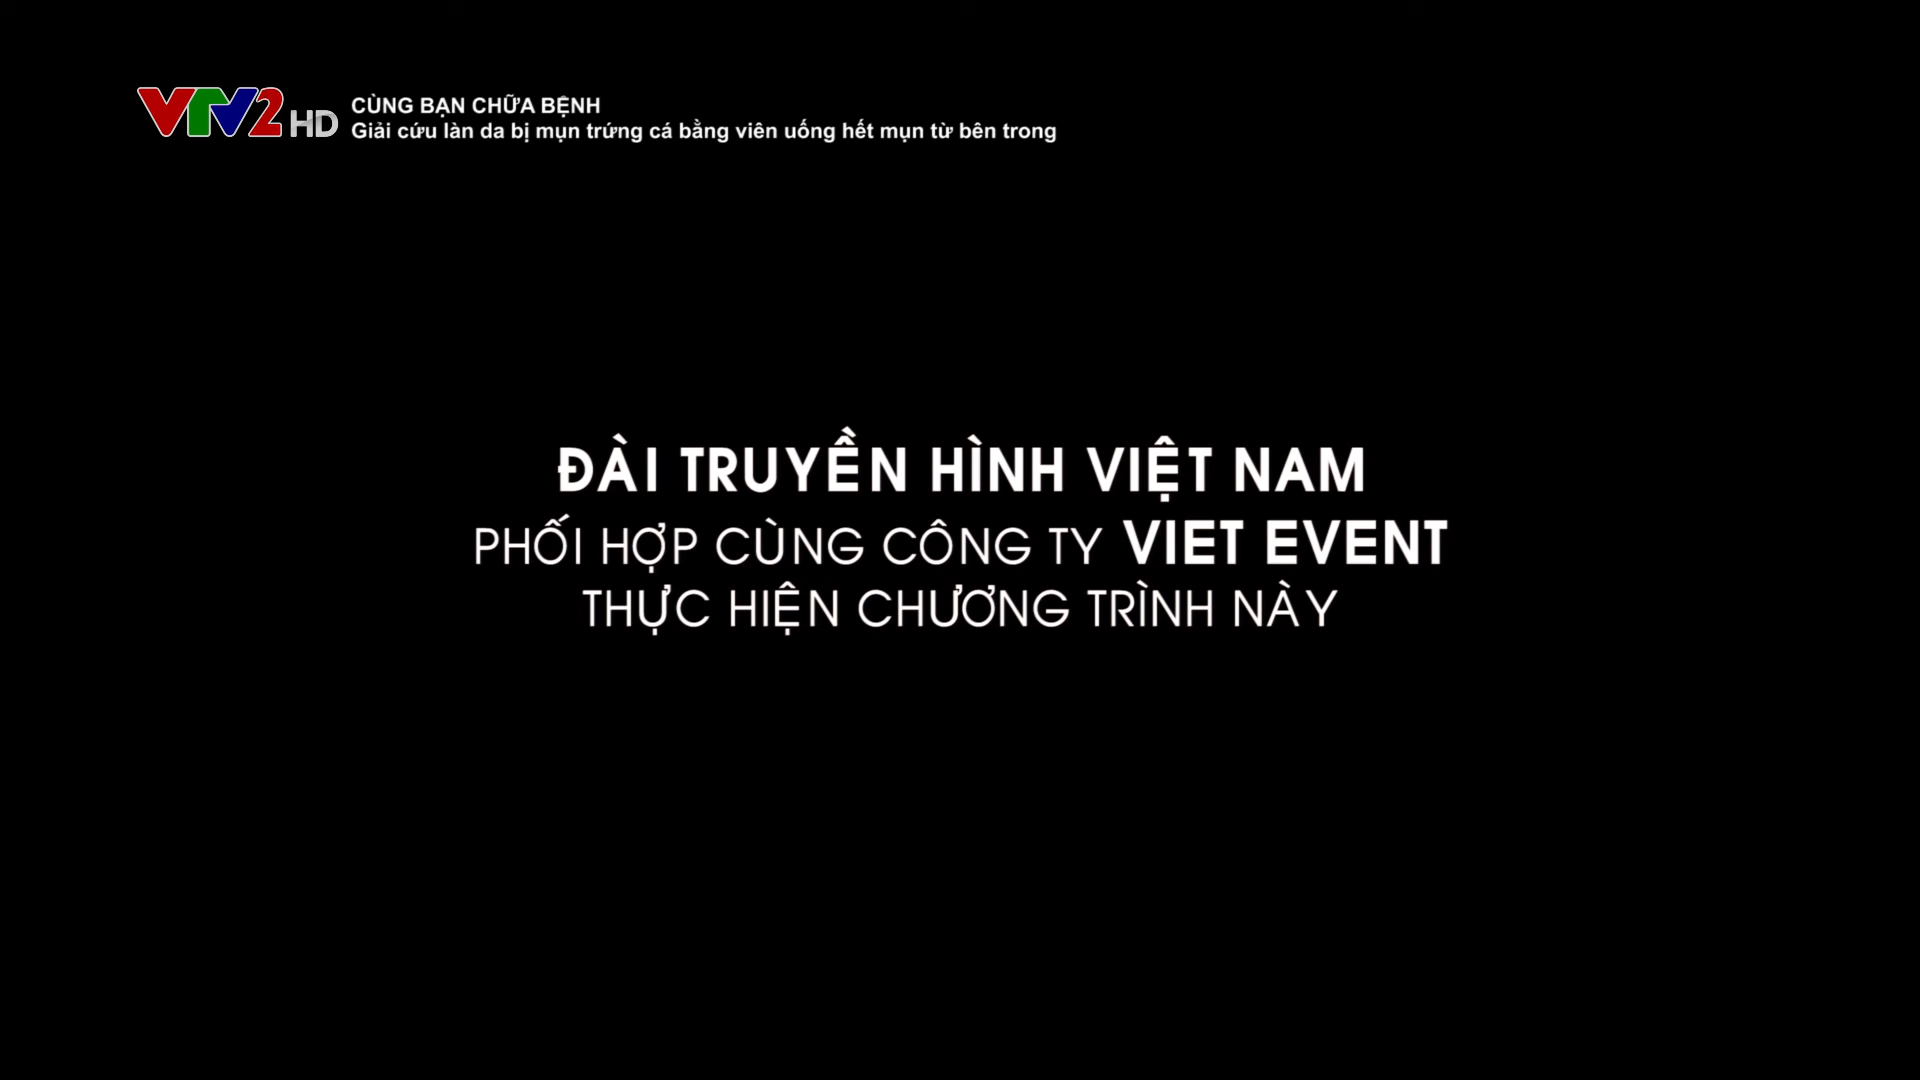 VTV2 HD
CÙNG BẠN CHỮA BỆNH
Giải cứu làn da bị mụn trứng cá bằng viên uống hết mụn từ bên trong
ĐÀI TRUYỀN HÌNH VIỆT NAM
PHỐI HỢP CÙNG CÔNG TY VIET EVENT
THỰC HIỆN CHƯƠNG TRÌNH NÀY